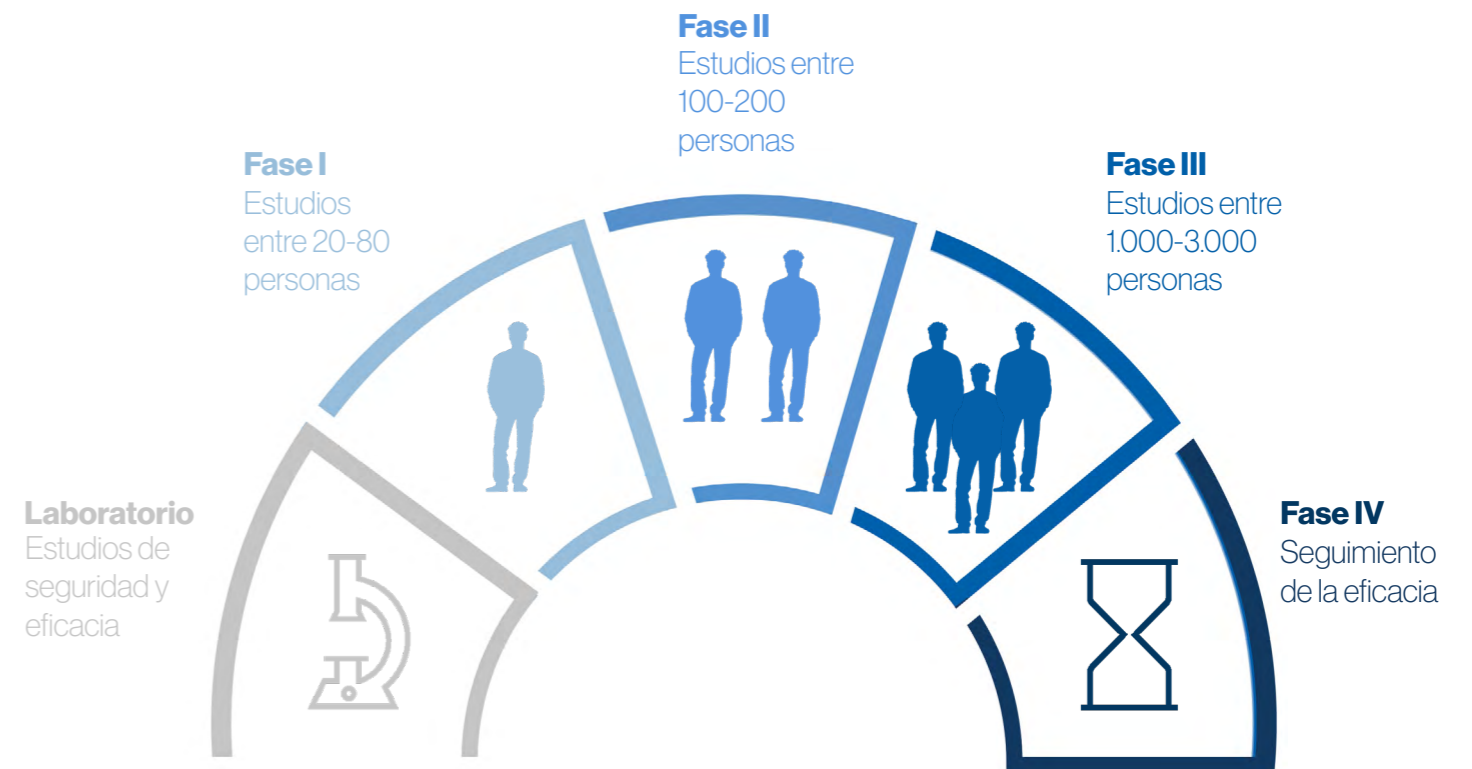 Laboratorio
Estudios de
seguridad y
eficacia
Fase I
Estudios
entre 20-80
personas
Fase II
Estudios entre
100-200
personas
Fase III
Estudios entre
1.000-3.000
personas
Fase IV
Seguimiento
de la eficacia